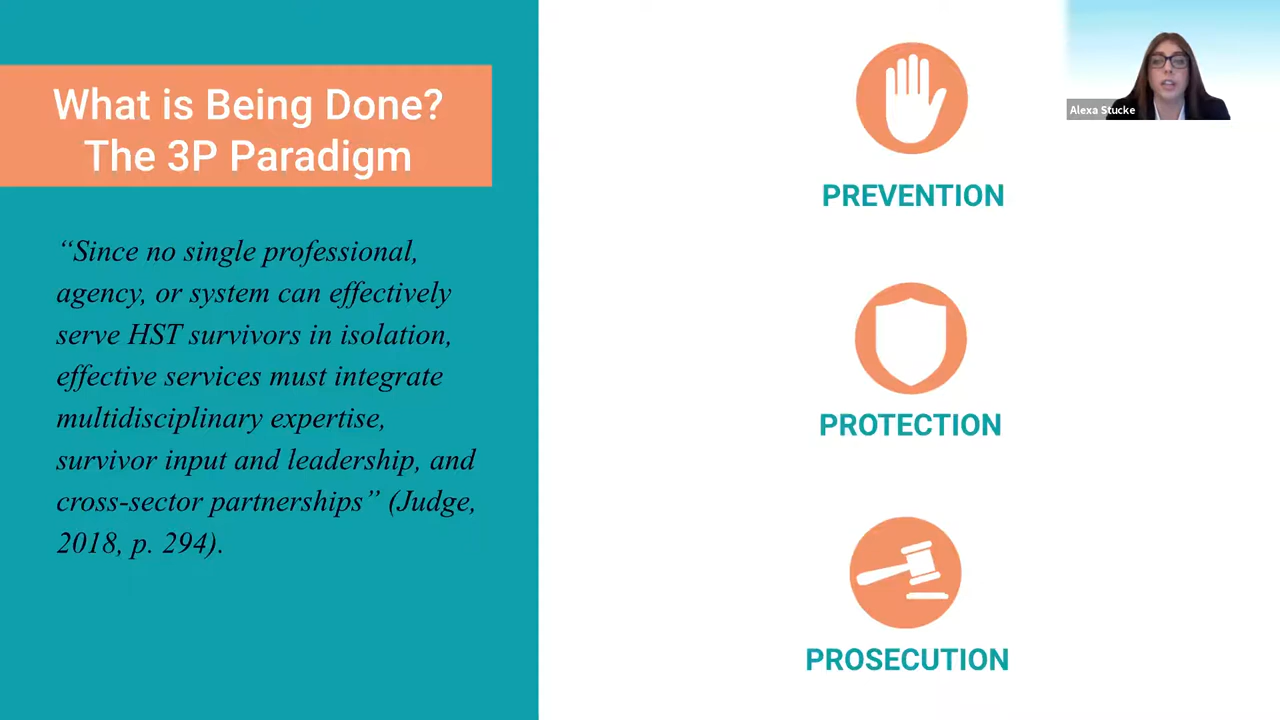 What is Being Done?
The 3P Paradigm
“Since no single professional,
agency, or system can effectively
serve HST survivors in isolation,
effective services must integrate
multidisciplinary expertise,
survivor input and leadership, and
cross-sector partnerships” (Judge,
2018, p. 294).
PREVENTION
PROTECTION
PROSECUTION
Alexa Stucke